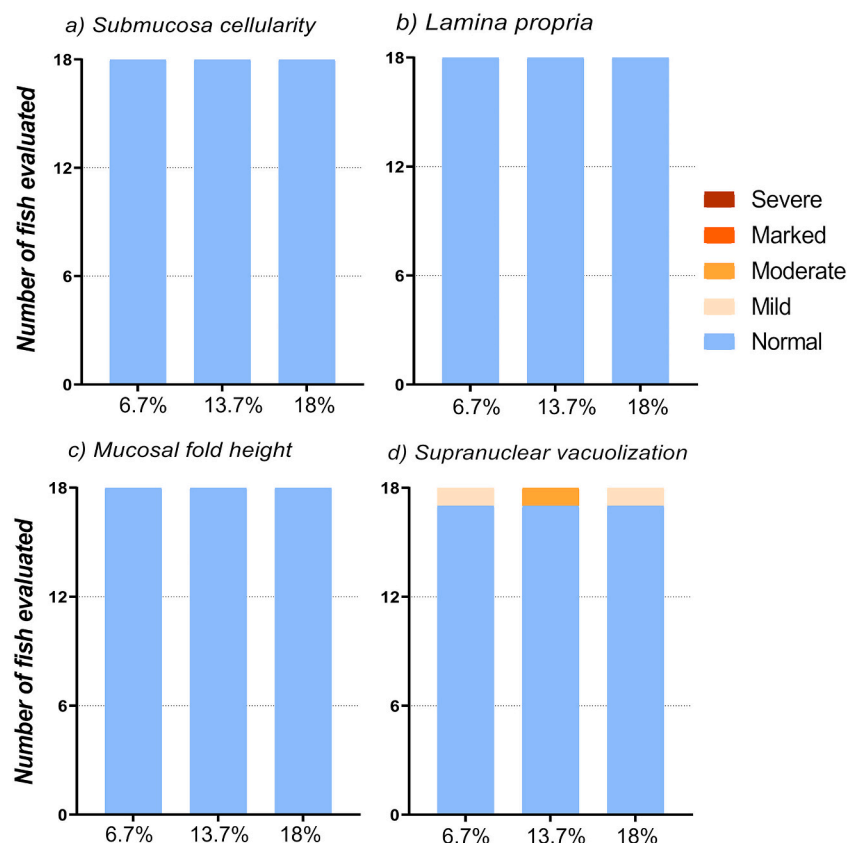 a) Submucosa cellularity
Number of fish evaluated
18
12
6
0
6.7% 13.7% 18%
b) Lamina propria
18
12
6
0
6.7% 13.7% 18%
Severe
Marked
Moderate
Mild
Normal
c) Mucosal fold height
Number of fish evaluated
18
12
6
0
6.7% 13.7% 18%
d) Supranuclear vacuolization
18
12
6
0
6.7% 13.7% 18%